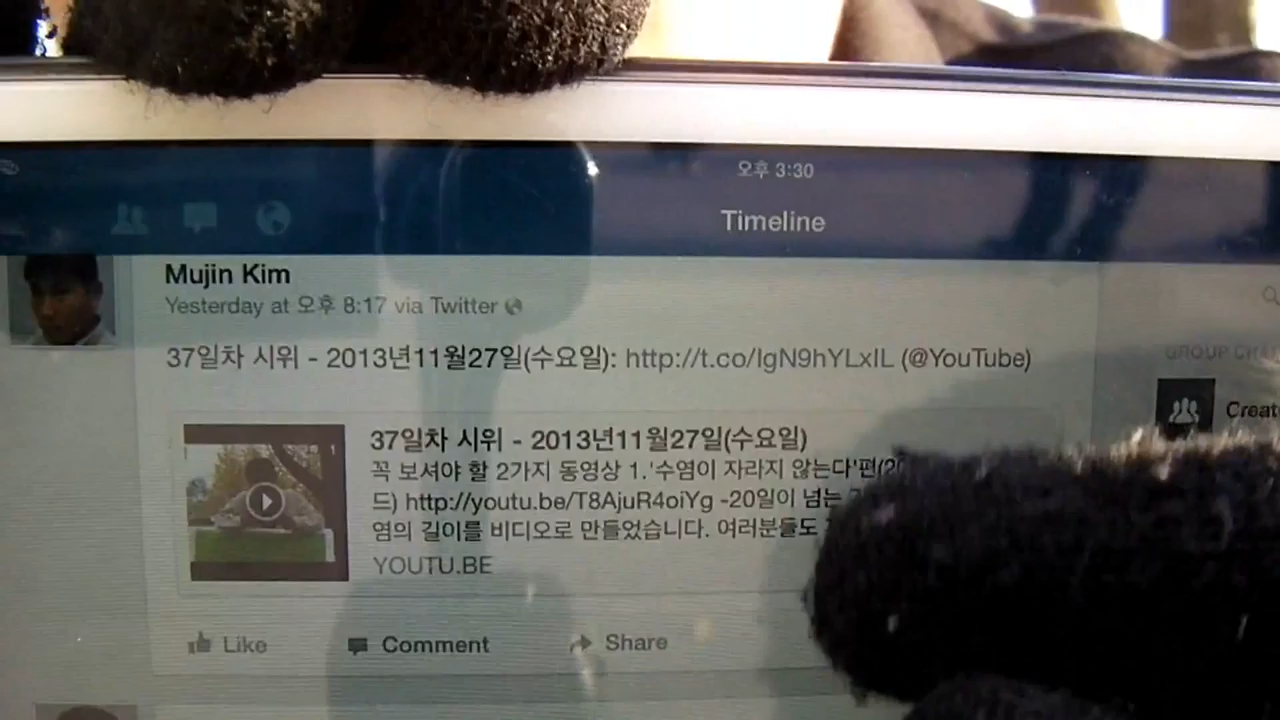 오후 3:30
Timeline
Mujin Kim
Yesterday at 오후 8:17 via Twitter
37일차 시위 - 2013년11월27일(수요일): http://t.co/IgN9hYLxIL (@YouTube)
GROUP
Create
37일차 시위 - 2013년11월27일(수요일)
꼭 보셔야 할 2가지 동영상 1.'수염이 자라지 않는다'편(20
드) http://youtu.be/T8AjuR4oiYg -20일이 넘는
염의 길이를 비디오로 만들었습니다. 여러분들도
YOUTU.BE
Like Comment Share